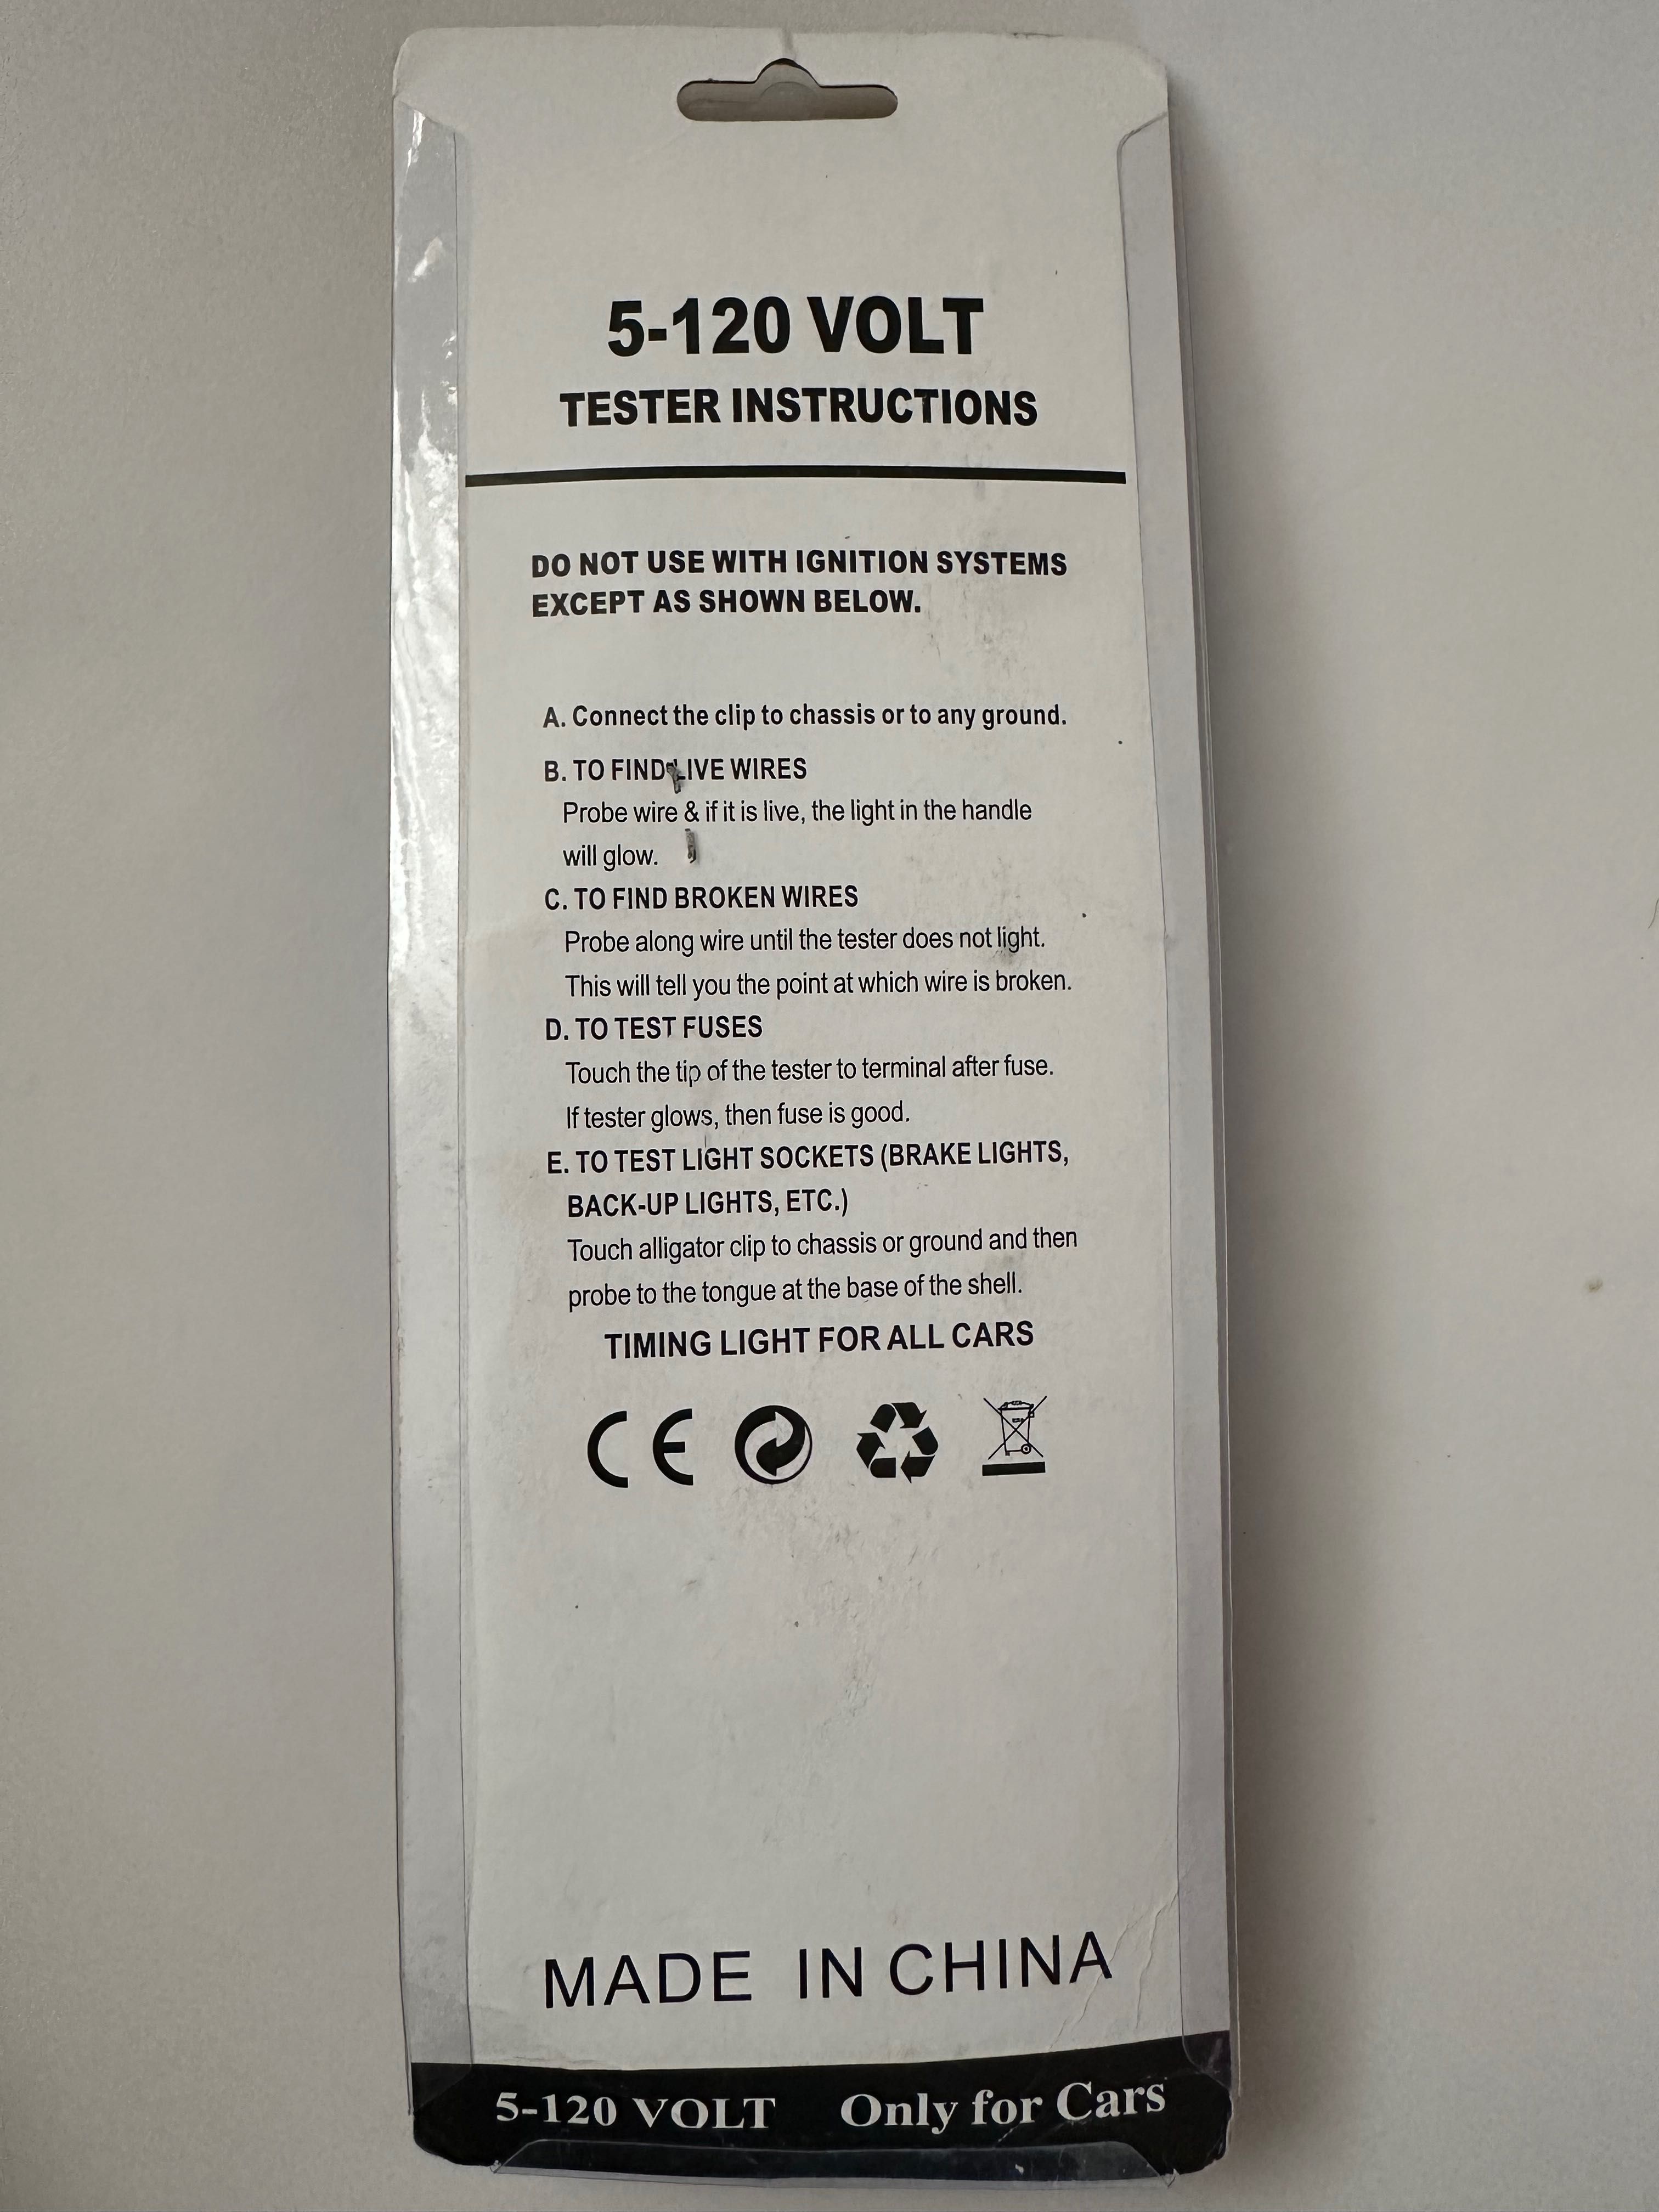 5-120 VOLT
TESTER INSTRUCTIONS
DO NOT USE WITH IGNITION SYSTEMS
EXCEPT AS SHOWN BELOW.
A. Connect the clip to chassis or to any ground.
B. TO FIND LIVE WIRES
Probe wire & if it is live, the light in the handle
will glow.
C. TO FIND BROKEN WIRES
Probe along wire until the tester does not light.
This will tell you the point at which wire is broken.
D. TO TEST FUSES
Touch the tip of the tester to terminal after fuse.
If tester glows, then fuse is good.
E. TO TEST LIGHT SOCKETS (BRAKE LIGHTS,
BACK-UP LIGHTS, ETC.)
Touch alligator clip to chassis or ground and then
probe to the tongue at the base of the shell.
TIMING LIGHT FOR ALL CARS
CE
MADE IN CHINA
5-120 VOLT Only for Cars